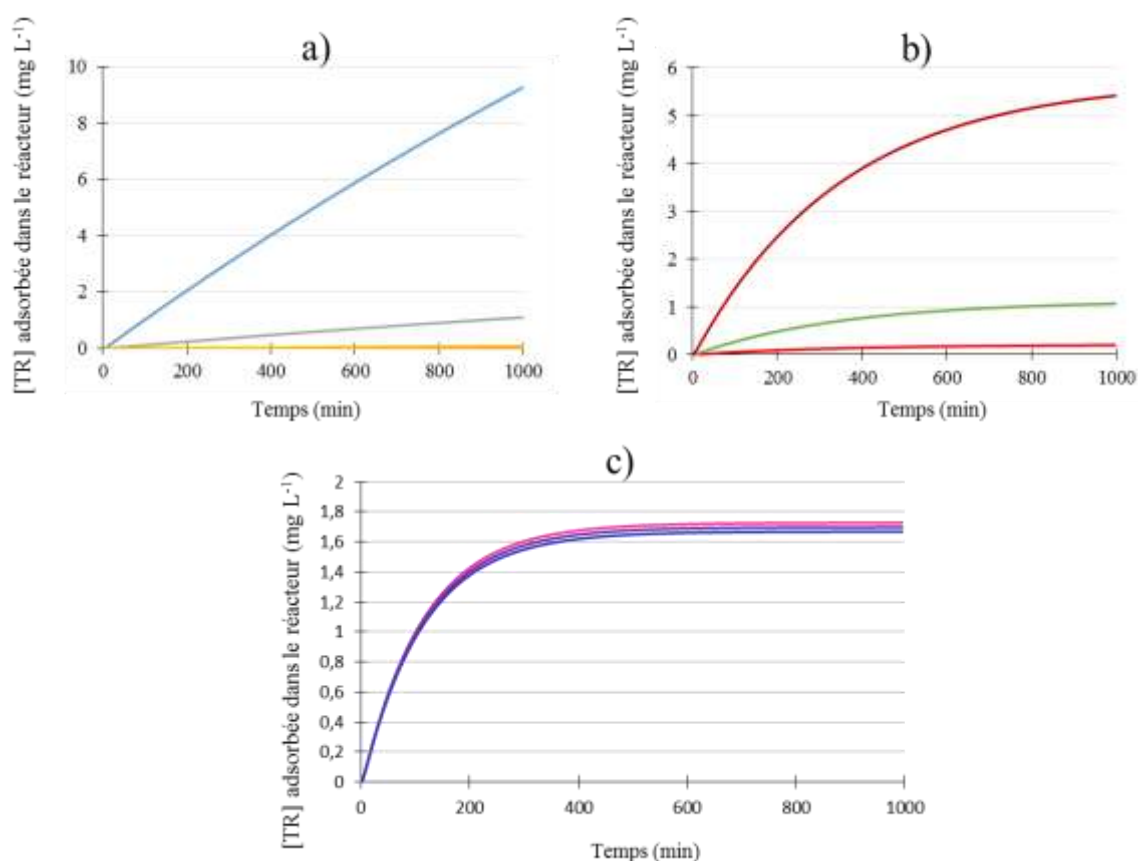 a)
[TR] adsorbée dans le réacteur (mg L⁻¹)
10
8
6
4
2
0
0 200 400 600 800 1000
Temps (min)
b)
[TR] adsorbée dans le réacteur (mg L⁻¹)
6
5
4
3
2
1
0
0 200 400 600 800 1000
Temps (min)
c)
[TR] adsorbée dans le réacteur (mg L⁻¹)
2
1,8
1,6
1,4
1,2
1
0,8
0,6
0,4
0,2
0
0 200 400 600 800 1000
Temps (min)